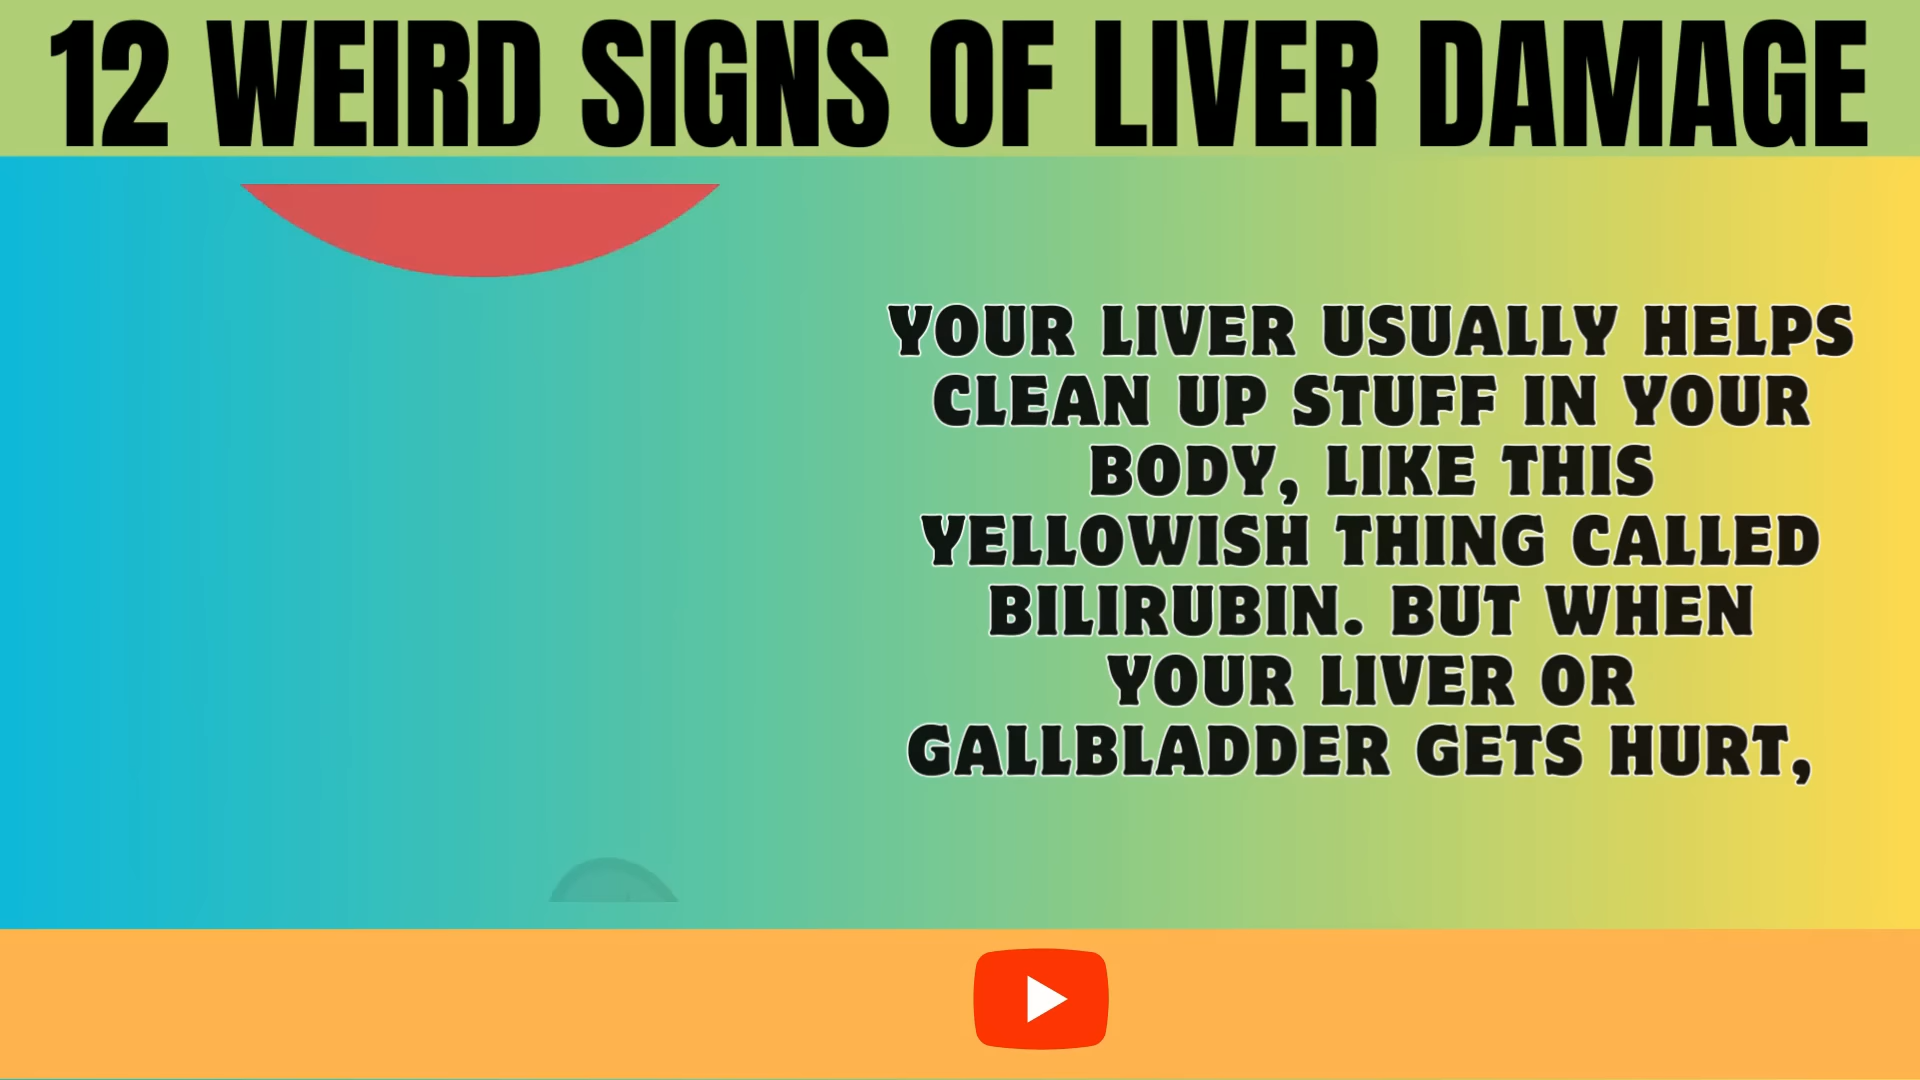 12 WEIRD SIGNS OF LIVER DAMAGE
YOUR LIVER USUALLY HELPS
CLEAN UP STUFF IN YOUR
BODY, LIKE THIS
YELLOWISH THING CALLED
BILIRUBIN. BUT WHEN
YOUR LIVER OR
GALLBLADDER GETS HURT,